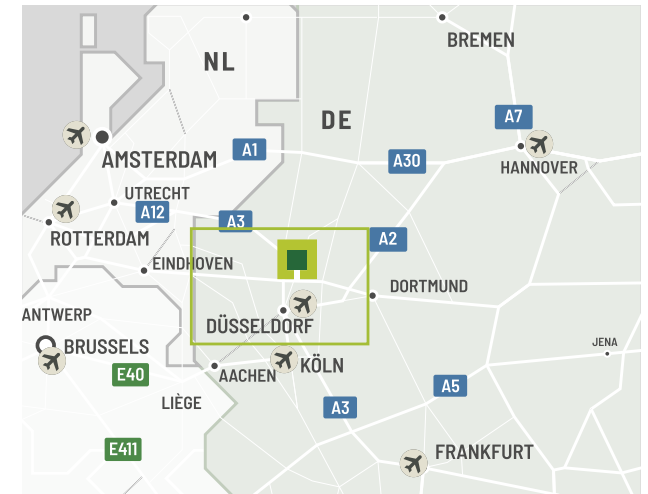 BREMEN
NL
DE
A7
A1
AMSTERDAM
A30
HANNOVER
UTRECHT
A12
A3
ROTTERDAM
A2
EINDHOVEN
DORTMUND
ANTWERP
DÜSSELDORF
BRUSSELS
JENA
KÖLN
E40
AACHEN
A5
LIÈGE
A3
E411
FRANKFURT